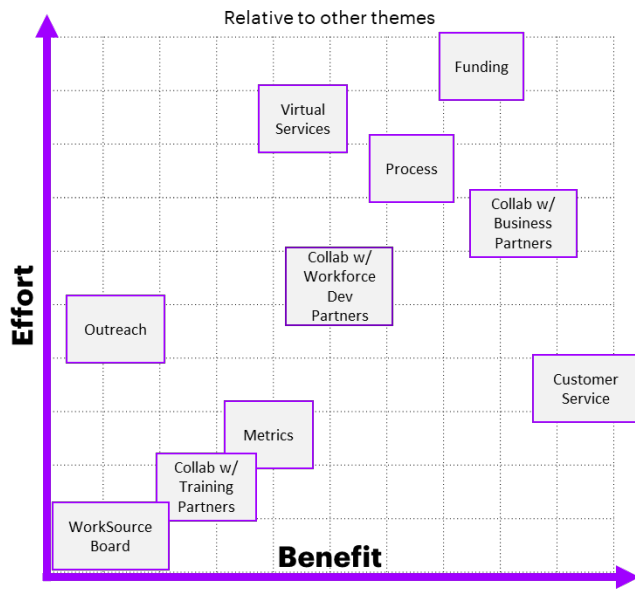 Relative to other themes
Funding
Virtual
Services
Process
Collab w/
Business
Partners
Collab w/
Workforce
Dev
Partners
Effort
Outreach
Customer
Service
Metrics
Collab w/
Training
Partners
WorkSource
Board
Benefit